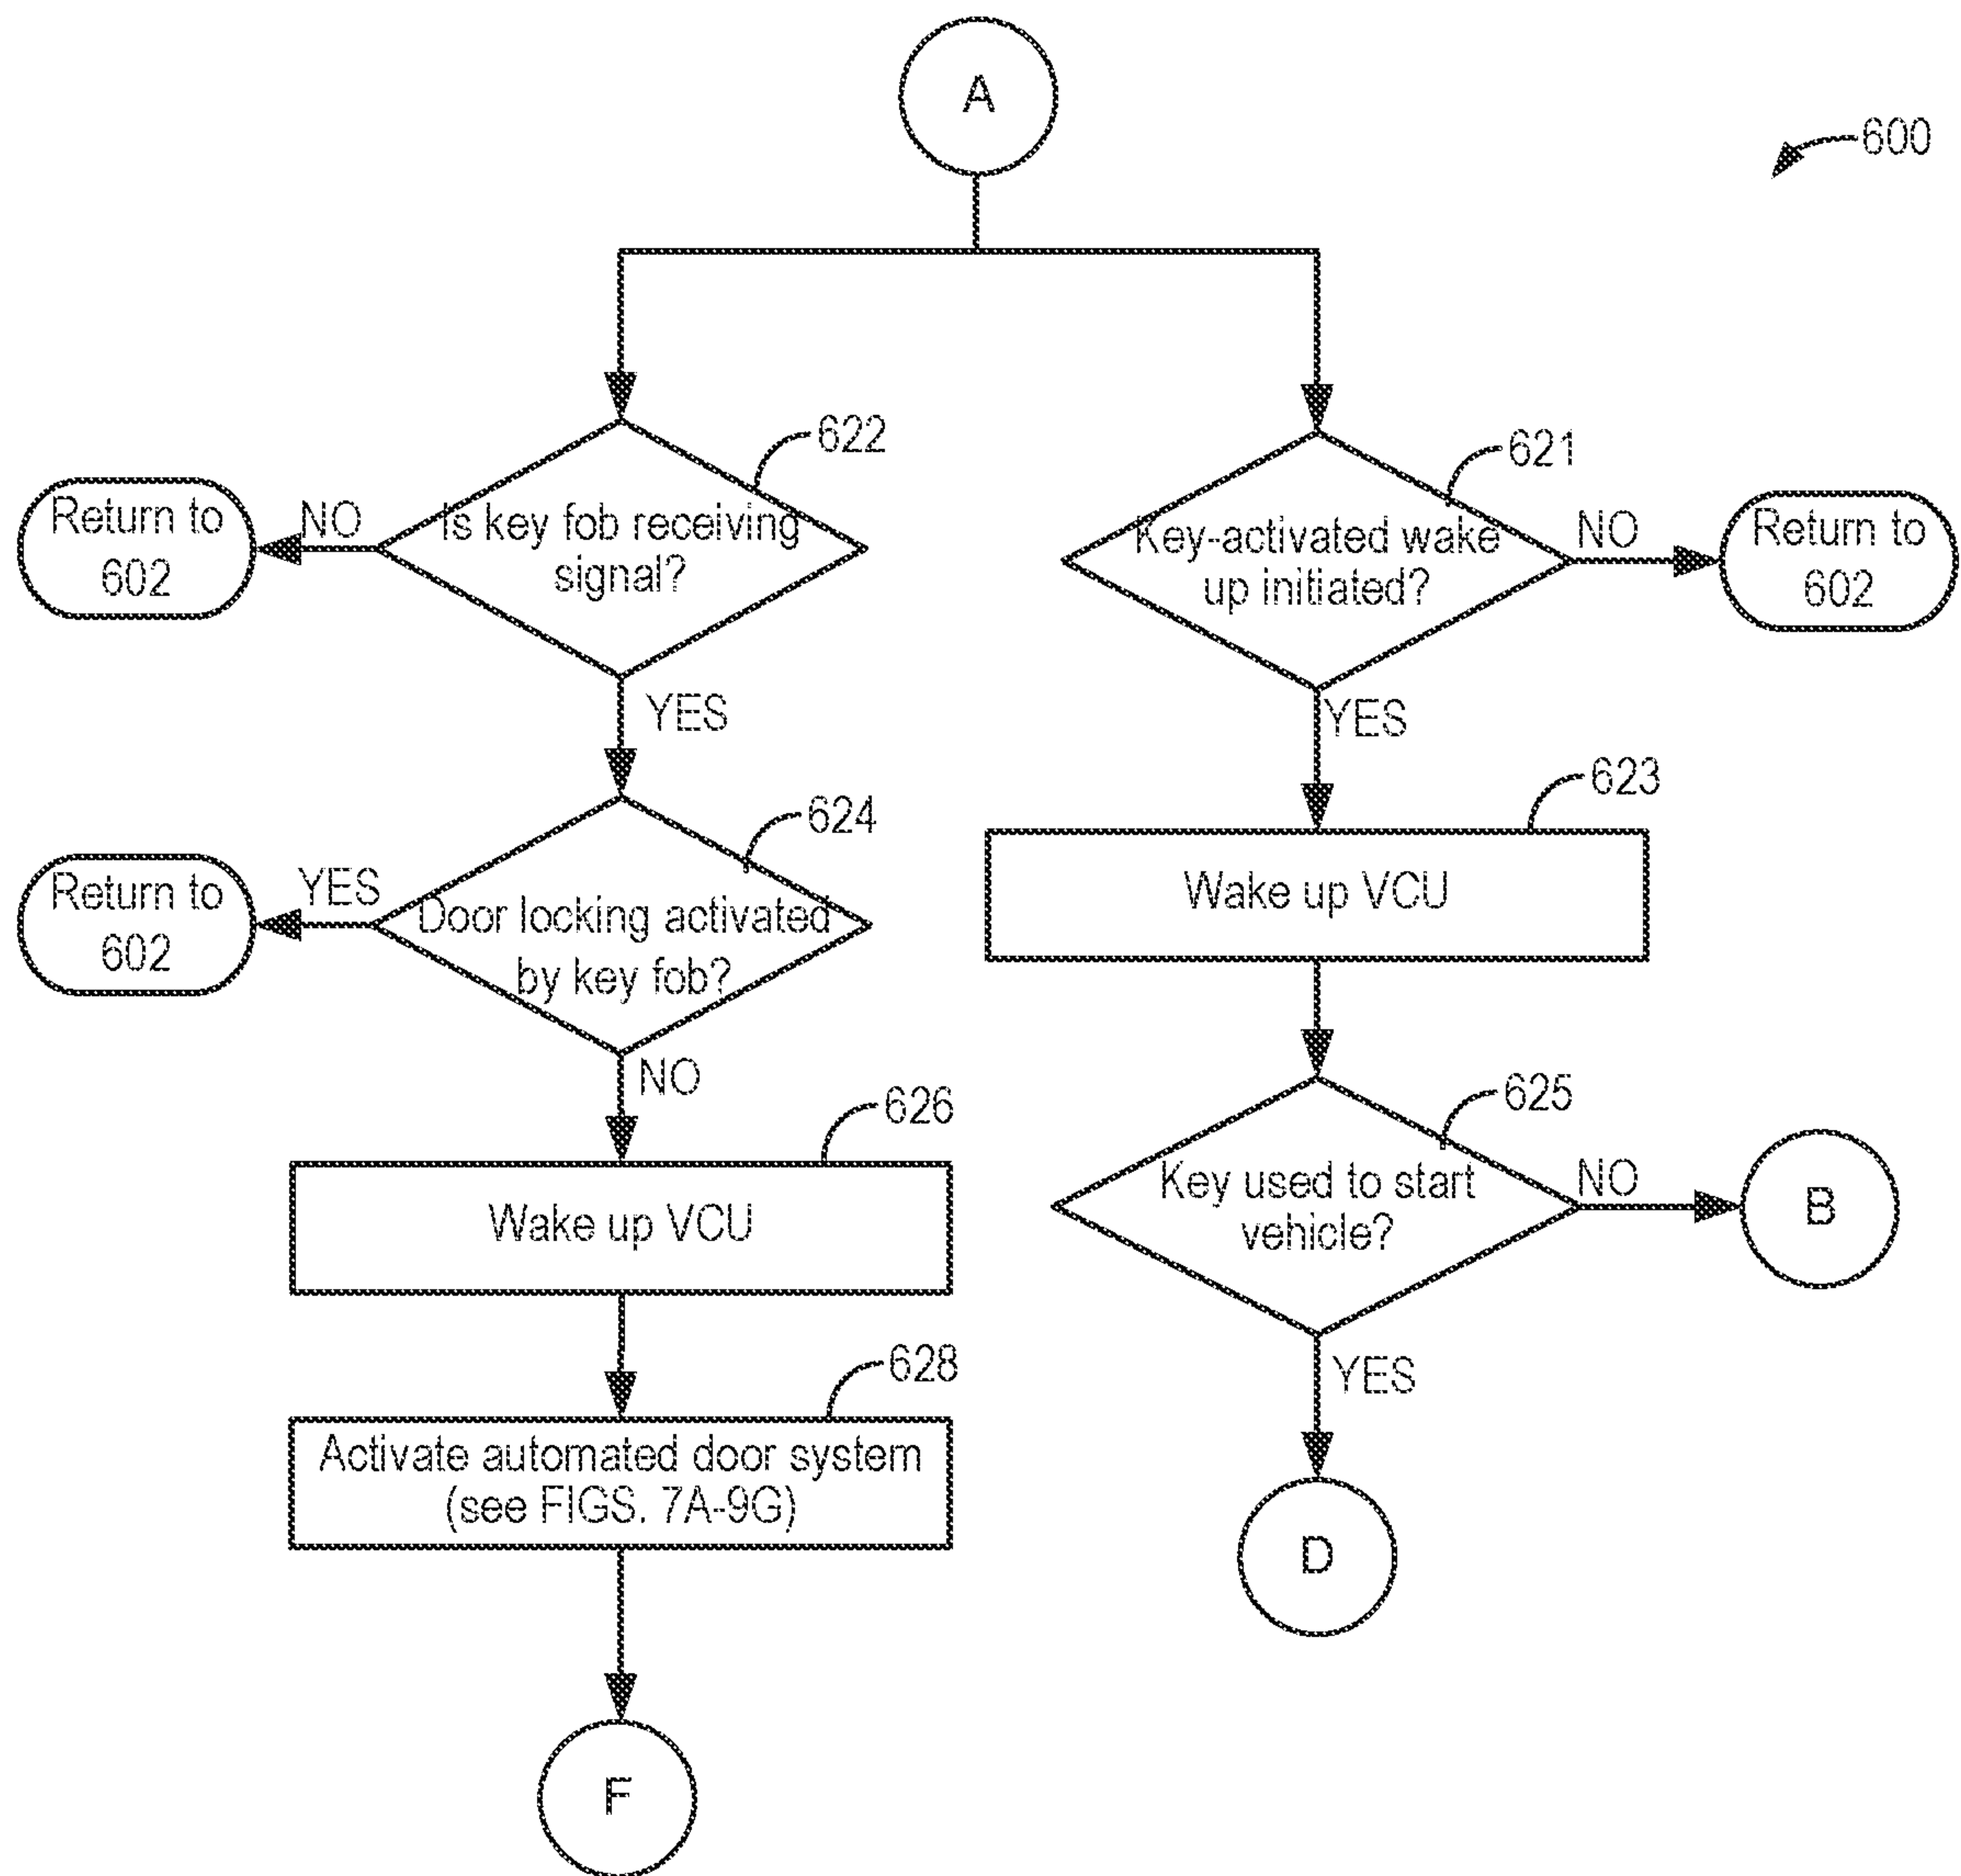 A
600
622
621
Return to
602
NO
Is key fob receiving
signal?
Key-activated wake
up initiated?
NO
Return to
602
YES
YES
624
623
Return to
602
YES
Door locking activated
by key fob?
Wake up VCU
NO
626
625
Wake up VCU
Key used to start
vehicle?
NO
B
628
YES
Activate automated door system
(see FIGS. 7A-9G)
D
F